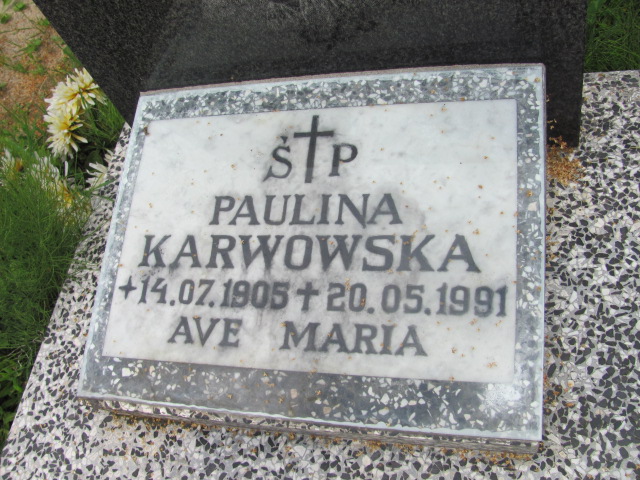 Ś✝P
PAULINA
KARWOWSKA
+14.07.1905 ✝ 20.05.1991
AVE MARIA